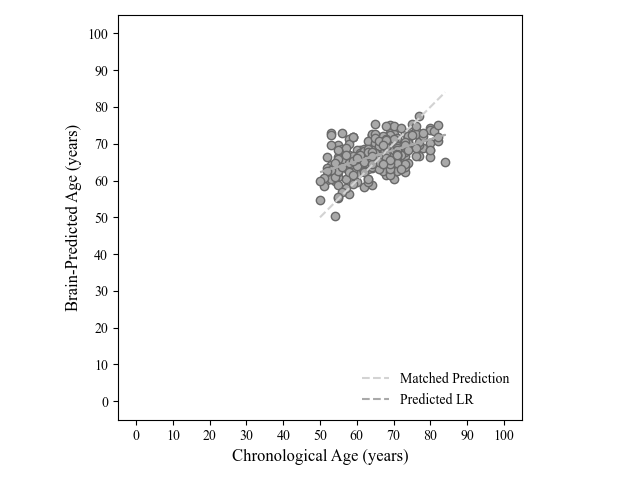 100
90
80
70
60
50
40
30
20
10
0
Brain-Predicted Age (years)
Matched Prediction
Predicted LR
0 10 20 30 40 50 60 70 80 90 100
Chronological Age (years)